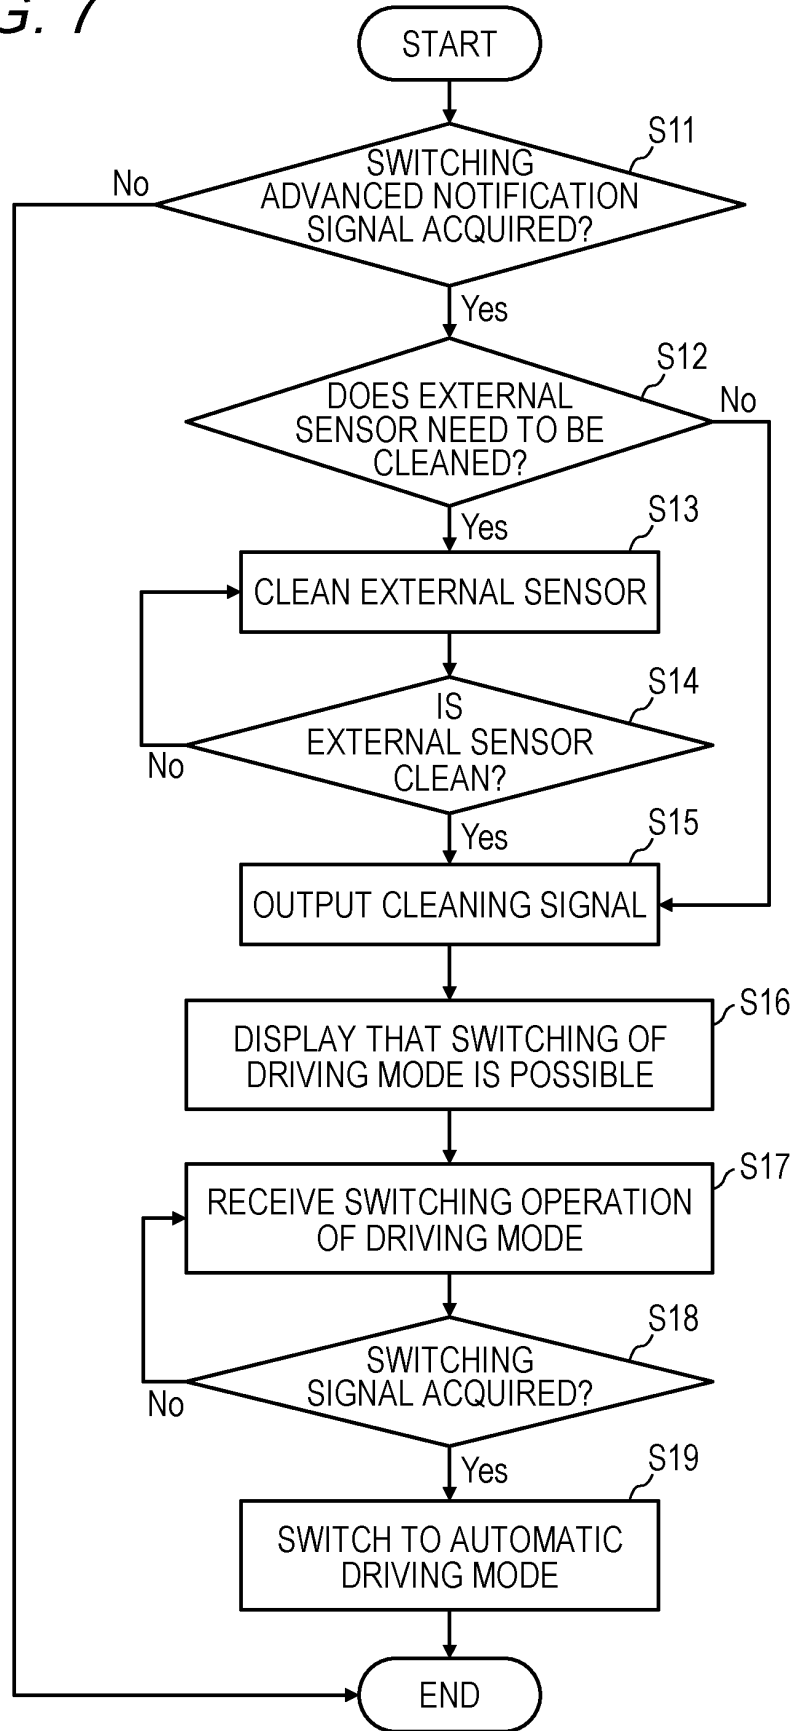 G. 7
START
S11
SWITCHING
ADVANCED NOTIFICATION
SIGNAL ACQUIRED?
No
Yes
S12
DOES EXTERNAL
SENSOR NEED TO BE
CLEANED?
No
Yes
S13
CLEAN EXTERNAL SENSOR
S14
IS
EXTERNAL SENSOR
CLEAN?
No
Yes
S15
OUTPUT CLEANING SIGNAL
S16
DISPLAY THAT SWITCHING OF
DRIVING MODE IS POSSIBLE
S17
RECEIVE SWITCHING OPERATION
OF DRIVING MODE
S18
SWITCHING
SIGNAL ACQUIRED?
No
Yes
S19
SWITCH TO AUTOMATIC
DRIVING MODE
END